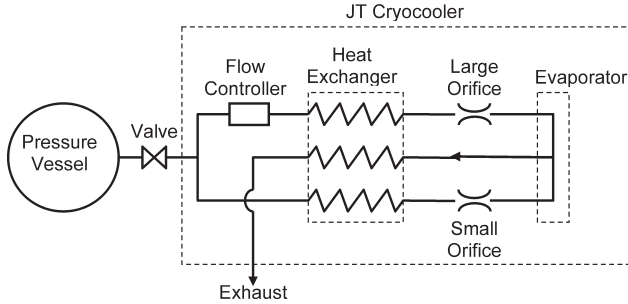 JT Cryocooler
Flow
Controller
Heat
Exchanger
Large
Orifice
Evaporator
Pressure
Vessel
Valve
Small
Orifice
Exhaust